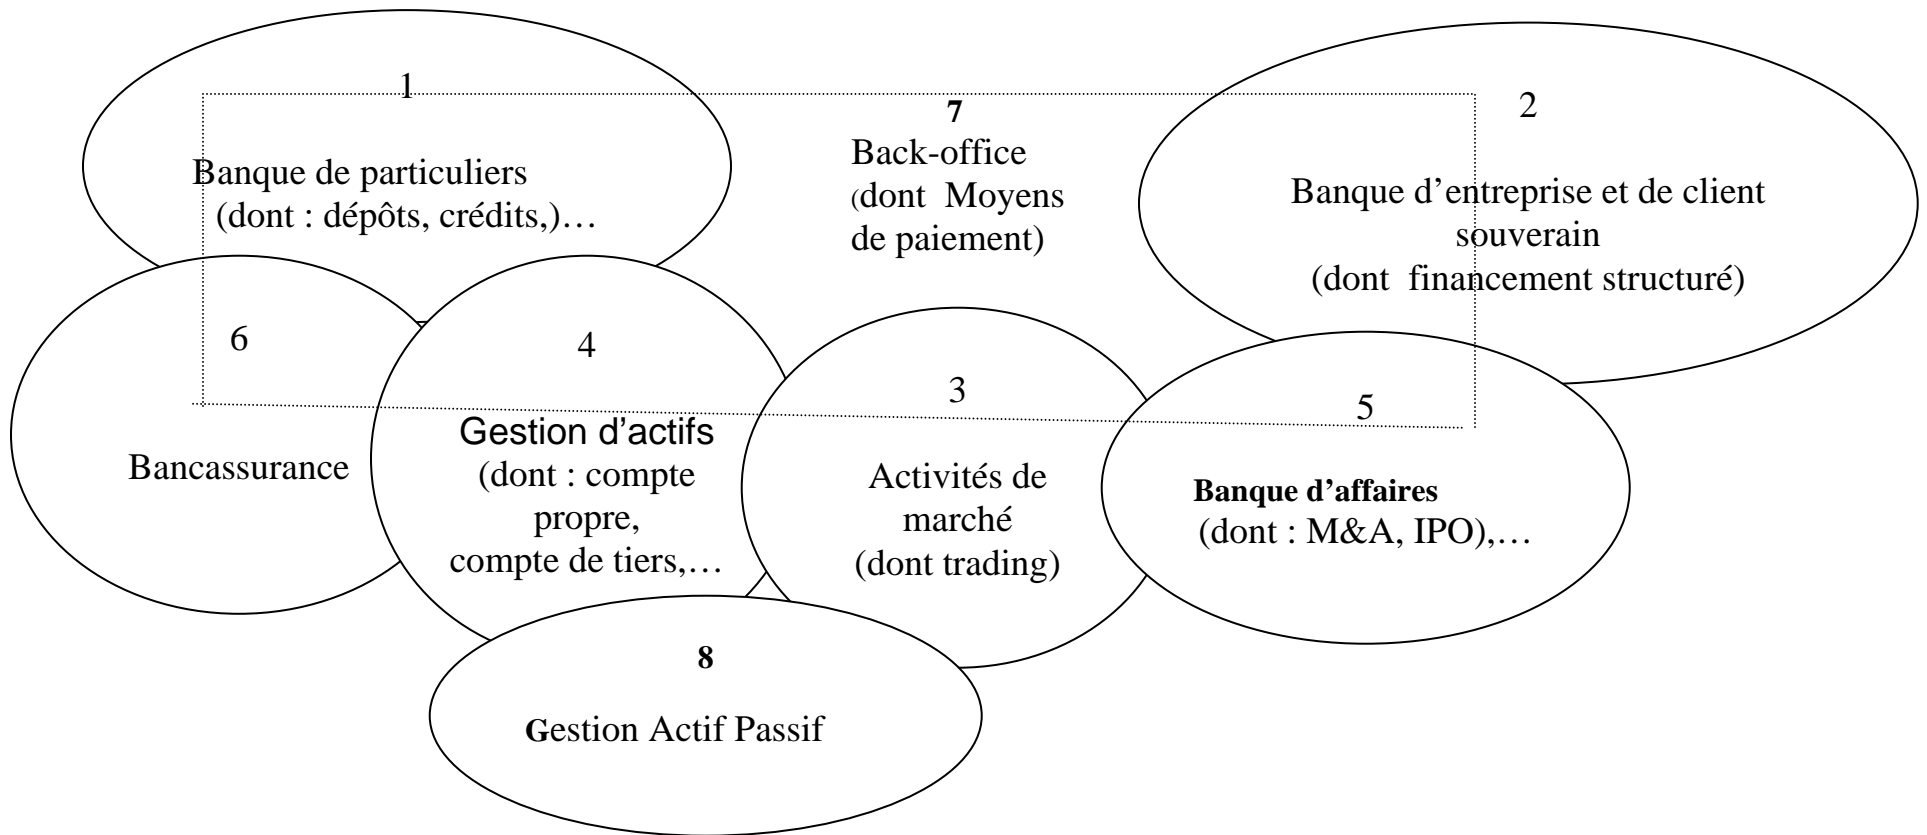 1
Banque de particuliers
(dont : dépôts, crédits,)…
7
Back-office
(dont Moyens
de paiement)
2
Banque d’entreprise et de client
souverain
(dont financement structuré)
6
Bancassurance
4
Gestion d'actifs
(dont : compte
propre,
compte de tiers,…
3
Activités de
marché
(dont trading)
5
Banque d’affaires
(dont : M&A, IPO),…
8
Gestion Actif Passif